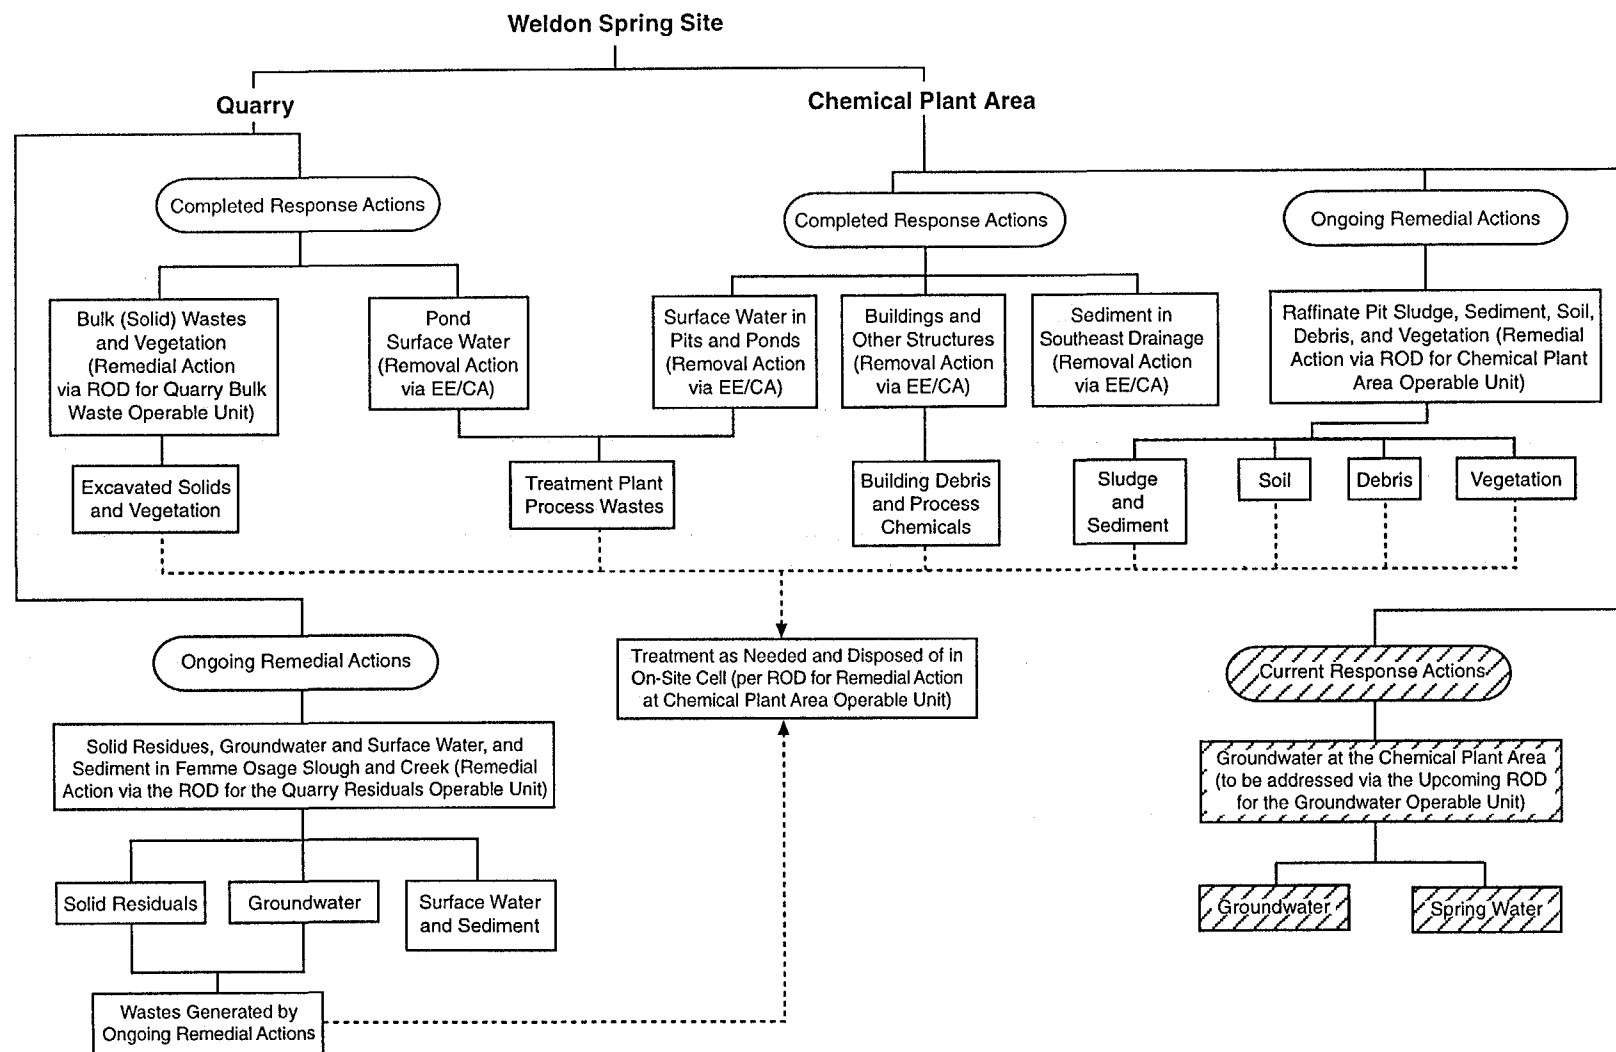 Weldon Spring Site
Quarry
Chemical Plant Area
Completed Response Actions
Completed Response Actions
Ongoing Remedial Actions
Bulk (Solid) Wastes
and Vegetation
(Remedial Action
via ROD for Quarry Bulk
Waste Operable Unit)
Pond
Surface Water
(Removal Action
via EE/CA)
Surface Water in
Pits and Ponds
(Removal Action
via EE/CA)
Buildings and
Other Structures
(Removal Action
via EE/CA)
Sediment in
Southeast Drainage
(Removal Action
via EE/CA)
Raffinate Pit Sludge, Sediment, Soil,
Debris, and Vegetation (Remedial
Action via ROD for Chemical Plant
Area Operable Unit)
Excavated Solids
and Vegetation
Treatment Plant
Process Wastes
Building Debris
and Process
Chemicals
Sludge
and
Sediment
Soil
Debris
Vegetation
Ongoing Remedial Actions
Treatment as Needed and Disposed of in
On-Site Cell (per ROD for Remedial Action
at Chemical Plant Area Operable Unit)
Current Response Actions
Solid Residues, Groundwater and Surface Water, and
Sediment in Femme Osage Slough and Creek (Remedial
Action via the ROD for the Quarry Residuals Operable Unit)
Groundwater at the Chemical Plant Area
(to be addressed via the Upcoming ROD
for the Groundwater Operable Unit)
Solid Residuals
Groundwater
Surface Water
and Sediment
Groundwater
Spring Water
Wastes Generated by
Ongoing Remedial Actions